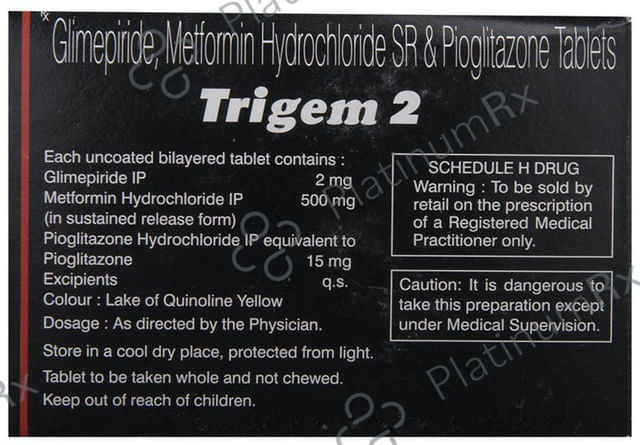 Rx
Glimepiride, Metformin Hydrochloride SR & Pioglitazone Tablets
Trigem 2
Each uncoated bilayered tablet contains :
Glimepiride IP 2 mg
Metformin Hydrochloride IP 500 mg
(in sustained release form)
Pioglitazone Hydrochloride IP equivalent to
Pioglitazone 15 mg
Excipients q.s.
Colour : Lake of Quinoline Yellow
Dosage : As directed by the Physician.
Store in a cool dry place, protected from light.
Tablet to be taken whole and not chewed.
Keep out of reach of children.
SCHEDULE H DRUG
Warning : To be sold by
retail on the prescription
of a Registered Medical
Practitioner only.
Caution: It is dangerous to
take this preparation except
under Medical Supervision.
PlatinumRx
PlatinumRx
Rx